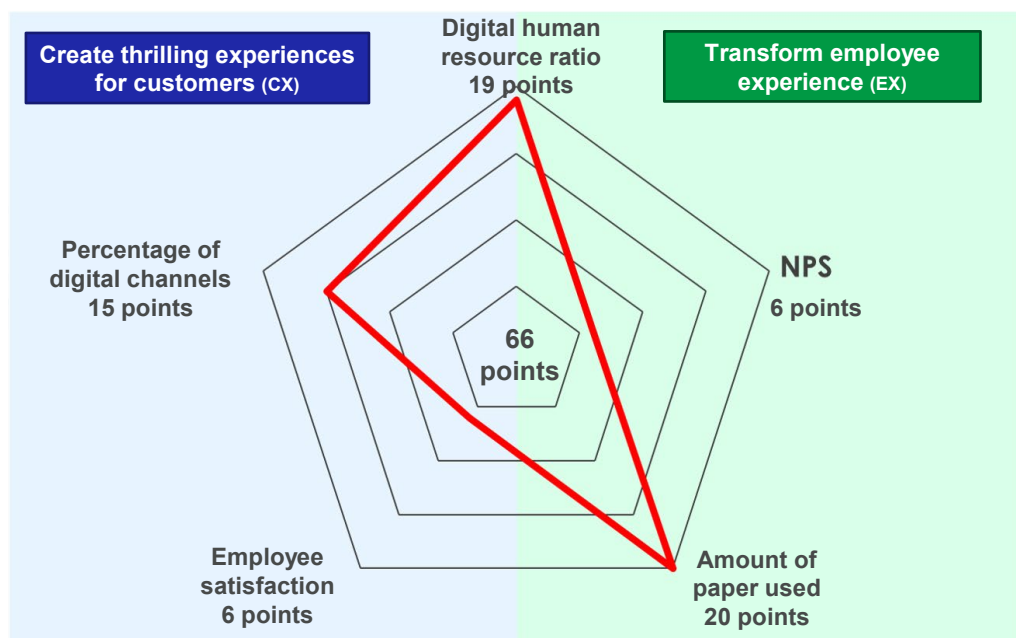 Create thrilling experiences
for customers (CX)
Digital human
resource ratio
19 points
Transform employee
experience (EX)
Percentage of
digital channels
15 points
NPS
6 points
66
points
Employee
satisfaction
6 points
Amount of
paper used
20 points